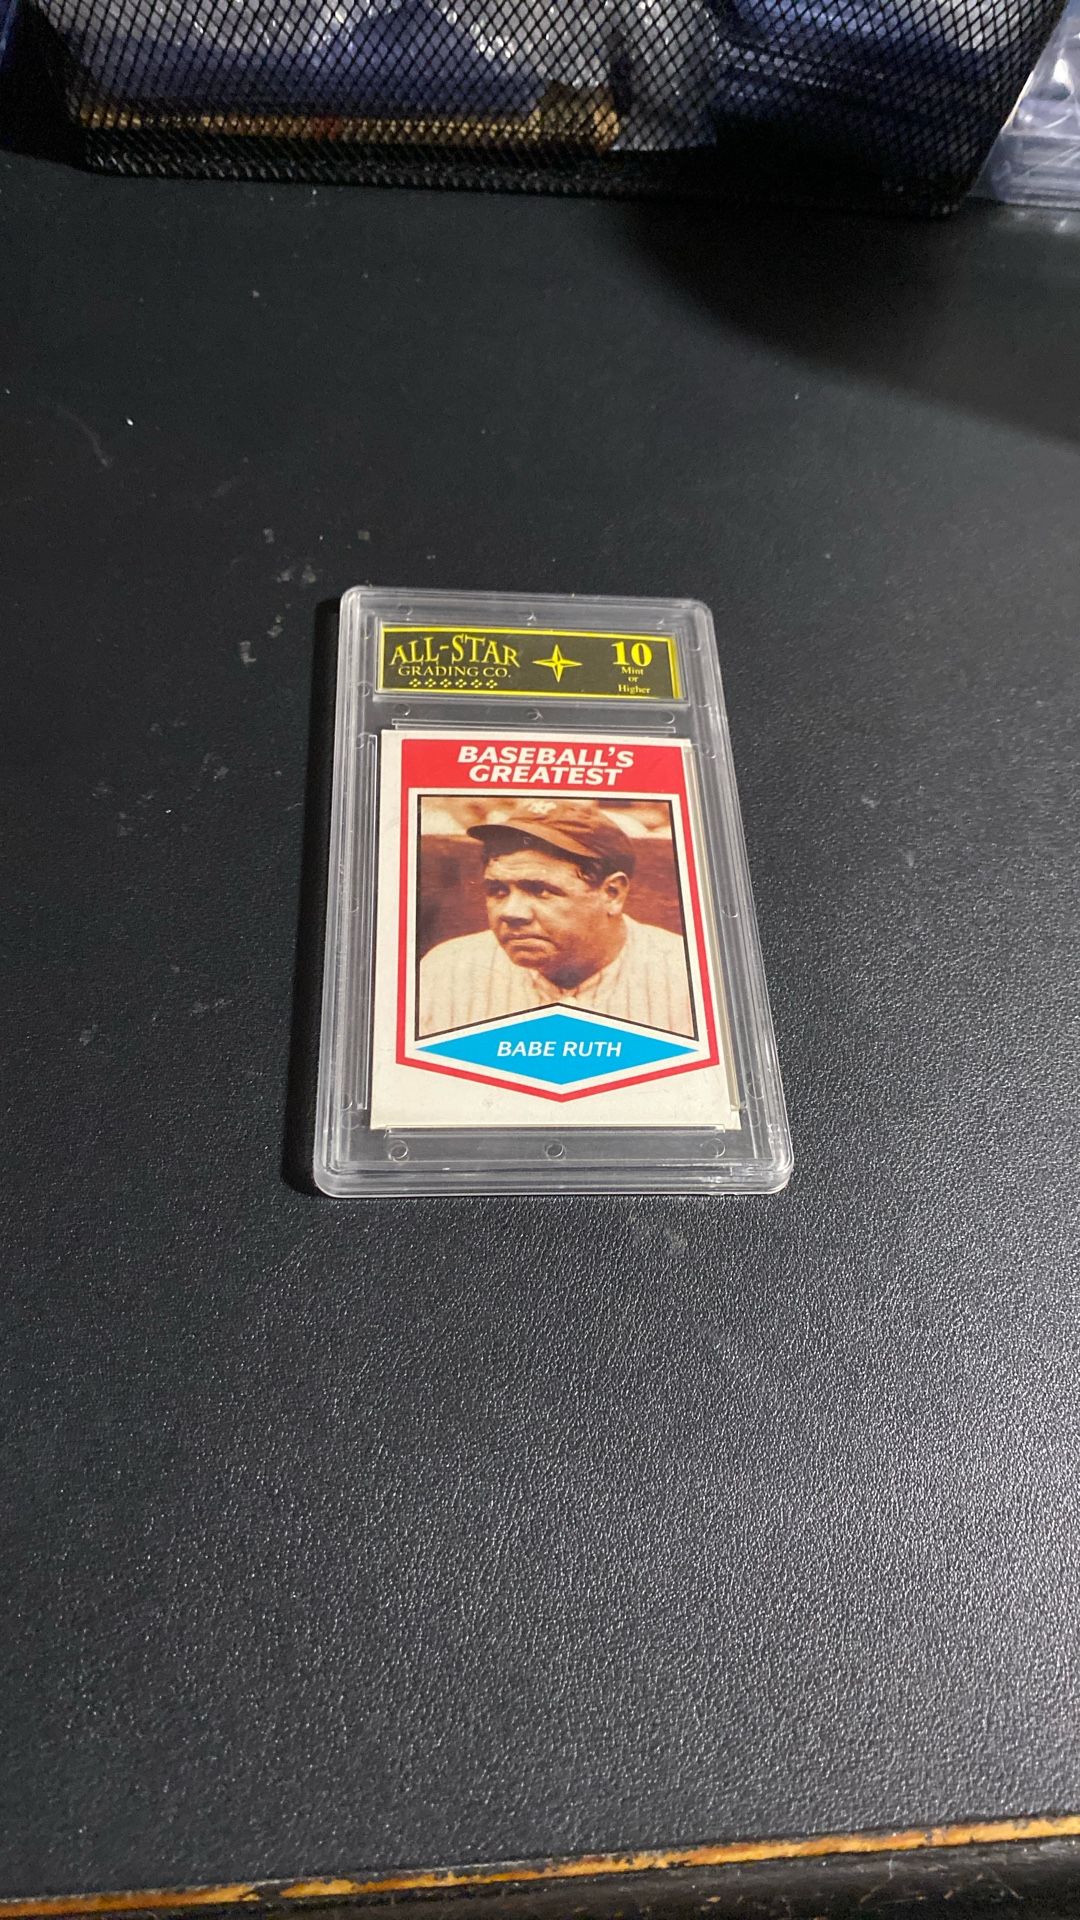 ALL-STAR
GRADING CO.
10
Mint
or
Higher
BASEBALL'S
GREATEST
BABE RUTH